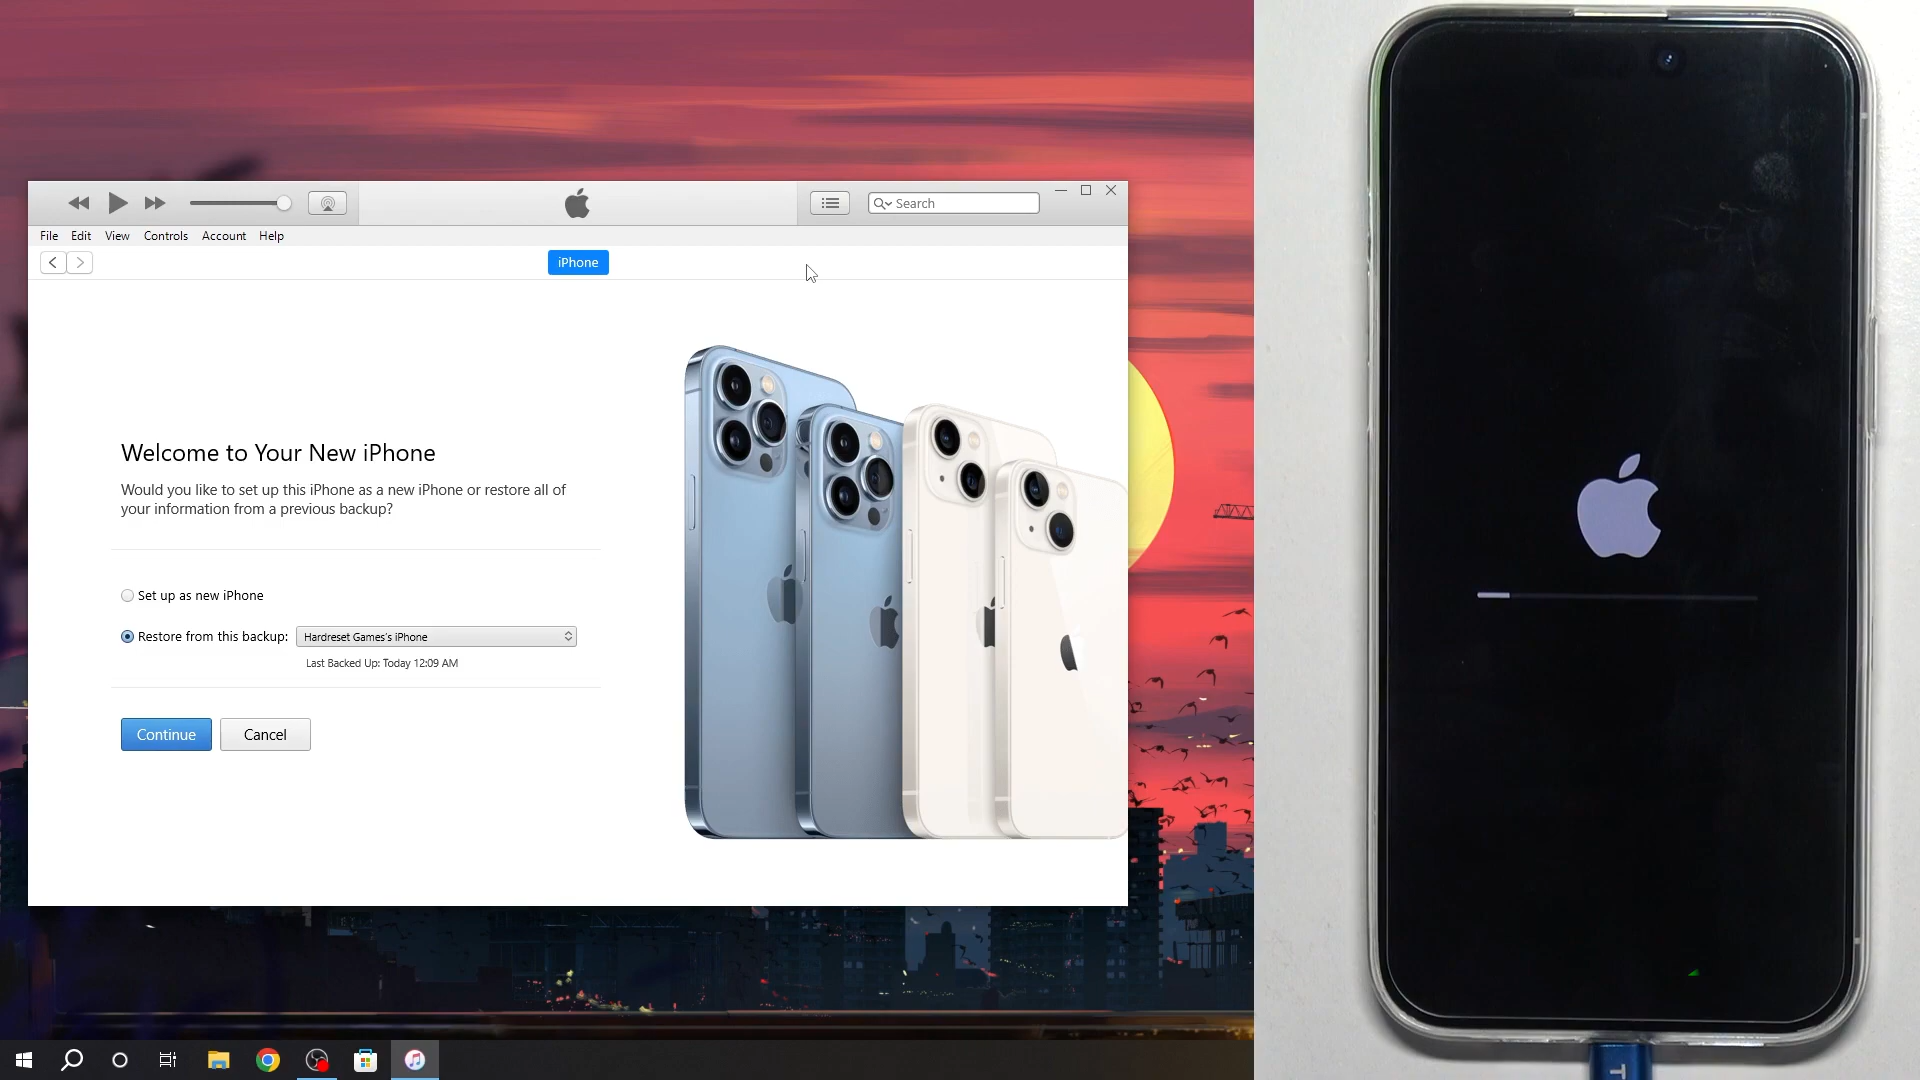 Search
File Edit View Controls Account Help
iPhone
Welcome to Your New iPhone
Would you like to set up this iPhone as a new iPhone or restore all of
your information from a previous backup?
Set up as new iPhone
Restore from this backup: Hardreset Games's iPhone
Last Backed Up: Today 12:09 AM
Continue Cancel
T